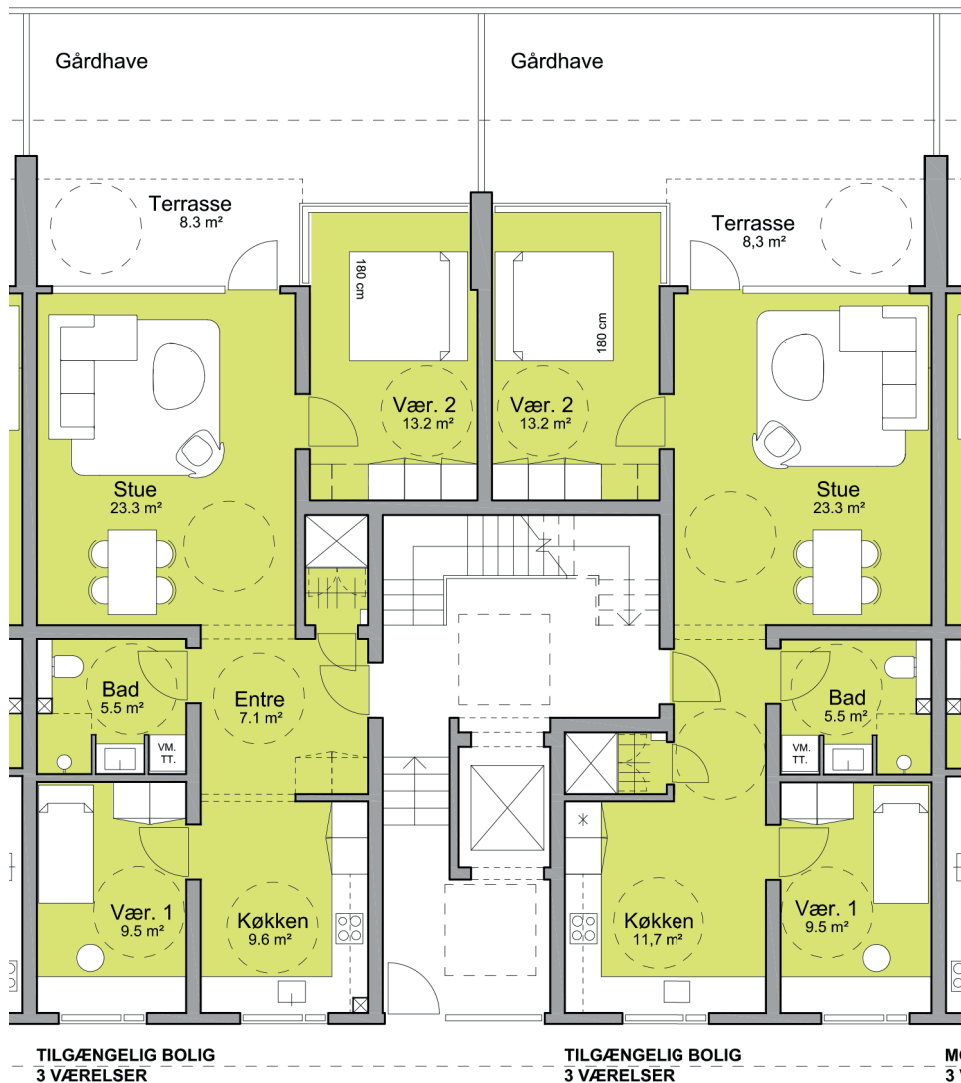 Gårdhave
Gårdhave
Terrasse
8.3 m²
Terrasse
8,3 m²
180 cm
180 cm
Vær. 2
13.2 m²
Vær. 2
13.2 m²
Stue
23.3 m²
Stue
23.3 m²
Bad
5.5 m²
Entre
7.1 m²
Bad
5.5 m²
VM.
TT.
VM.
TT.
Vær. 1
9.5 m²
Køkken
9.6 m²
Køkken
11,7 m²
Vær. 1
9.5 m²
TILGÆNGELIG BOLIG
3 VÆRELSER
TILGÆNGELIG BOLIG
3 VÆRELSER
3